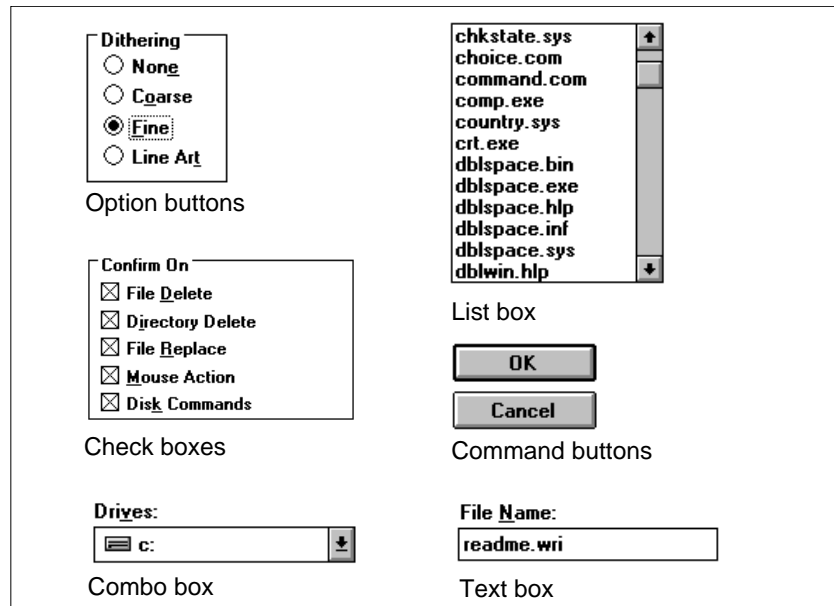 Dithering
None
Coarse
Fine
Line Art
Option buttons
Confirm On
File Delete
Directory Delete
File Replace
Mouse Action
Disk Commands
Check boxes
Drives:
c:
Combo box
chkstate.sys
choice.com
command.com
comp.exe
country.sys
crt.exe
dblspace.bin
dblspace.exe
dblspace.hlp
dblspace.inf
dblspace.sys
dblwin.hlp
List box
OK
Cancel
Command buttons
File Name:
readme.wri
Text box